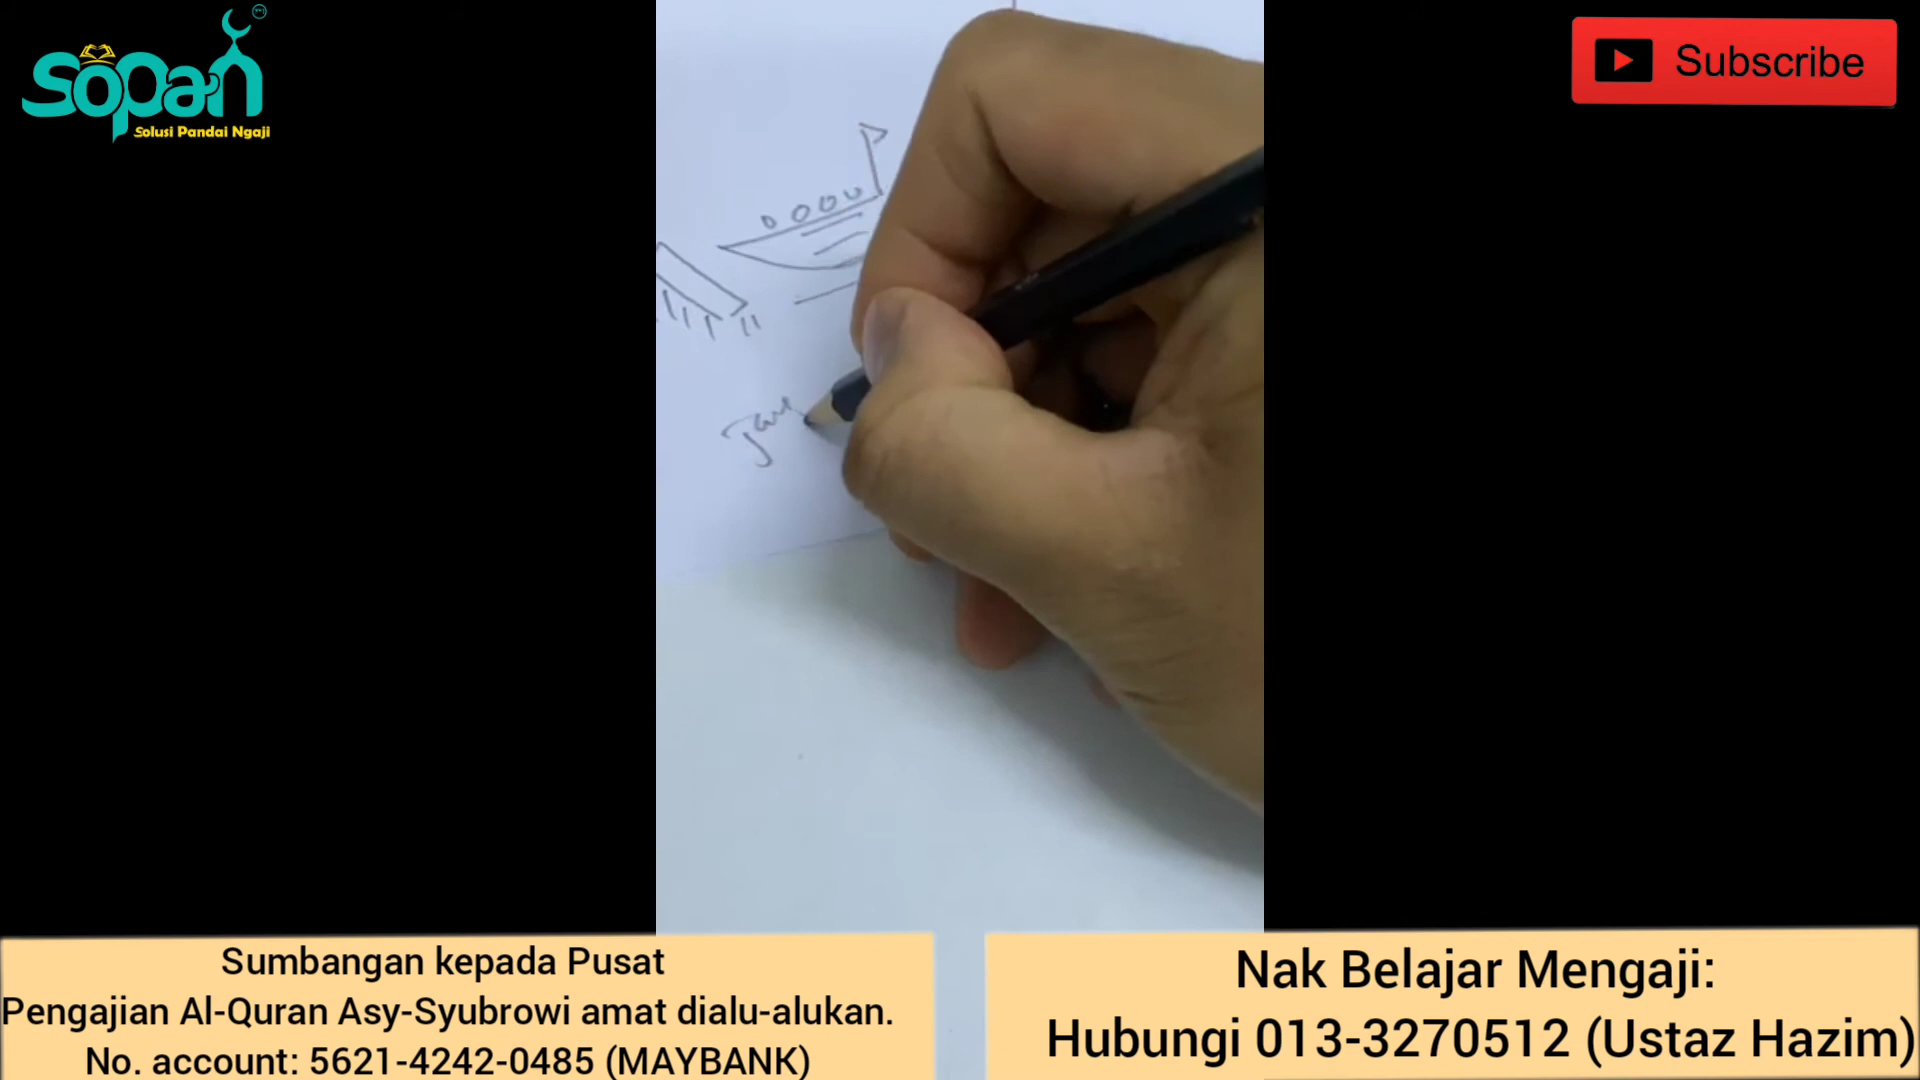 Sopan
Solusi Pandai Ngaji
Subscribe
Sumbangan kepada Pusat
Pengajian Al-Quran Asy-Syubrowi amat dialu-alukan.
No. account: 5621-4242-0485 (MAYBANK)
Nak Belajar Mengaji:
Hubungi 013-3270512 (Ustaz Hazim)